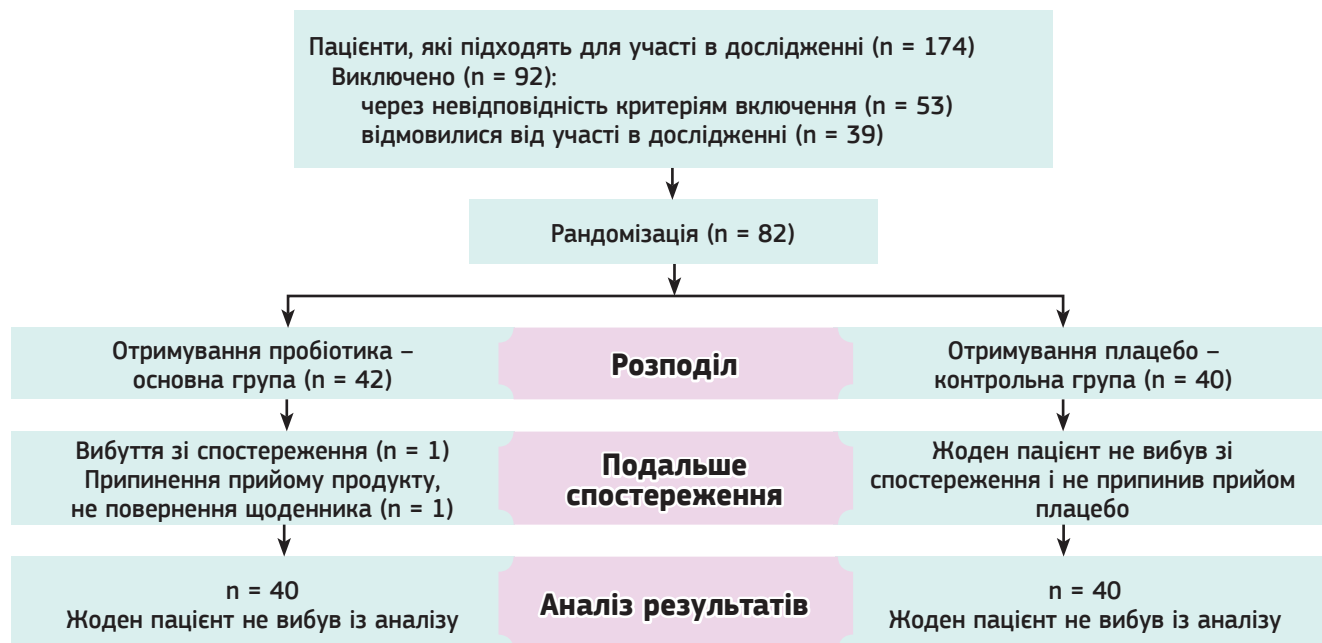 Пацієнти, які підходять для участі в дослідженні (n = 174)
Виключено (n = 92):
через невідповідність критеріям включення (n = 53)
відмовилися від участі в дослідженні (n = 39)
Рандомізація (n = 82)
Отримування пробіотика –
основна група (n = 42)
Розподіл
Отримування плацебо –
контрольна група (n = 40)
Вибуття зі спостереження (n = 1)
Припинення прийому продукту,
не повернення щоденника (n = 1)
Подальше
спостереження
Жоден пацієнт не вибув зі
спостереження і не припинив прийом
плацебо
n = 40
Жоден пацієнт не вибув із аналізу
Аналіз результатів
n = 40
Жоден пацієнт не вибув із аналізу